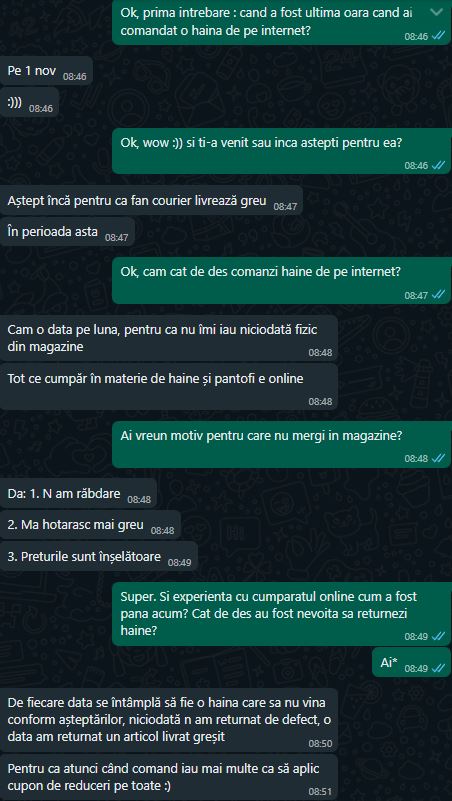 Ok, prima intrebare : cand a fost ultima oara cand ai
comandat o haina de pe internet?
08:46
Pe 1 nov 08:46
:))) 08:46
Ok, wow :)) si ti-a venit sau inca astepti pentru ea?
08:46
Aștept încă pentru ca fan courier livrează greu 08:47
În perioada asta 08:47
Ok, cam cat de des comanzi haine de pe internet?
08:47
Cam o data pe luna, pentru ca nu îmi iau niciodată fizic
din magazine 08:48
Tot ce cumpăr în materie de haine și pantofi e online
08:48
Ai vreun motiv pentru care nu mergi in magazine?
08:48
Da: 1. N am răbdare 08:48
2. Ma hotarasc mai greu 08:48
3. Preturile sunt înșelătoare 08:49
Super. Si experienta cu cumparatul online cum a fost
pana acum? Cat de des au fost nevoita sa returnezi
haine? 08:49
Ai* 08:49
De fiecare data se întâmplă să fie o haina care sa nu vina
conform așteptărilor, niciodată n am returnat de defect, o
data am returnat un articol livrat greșit 08:50
Pentru ca atunci când comand iau mai multe ca să aplic
cupon de reduceri pe toate :) 08:51